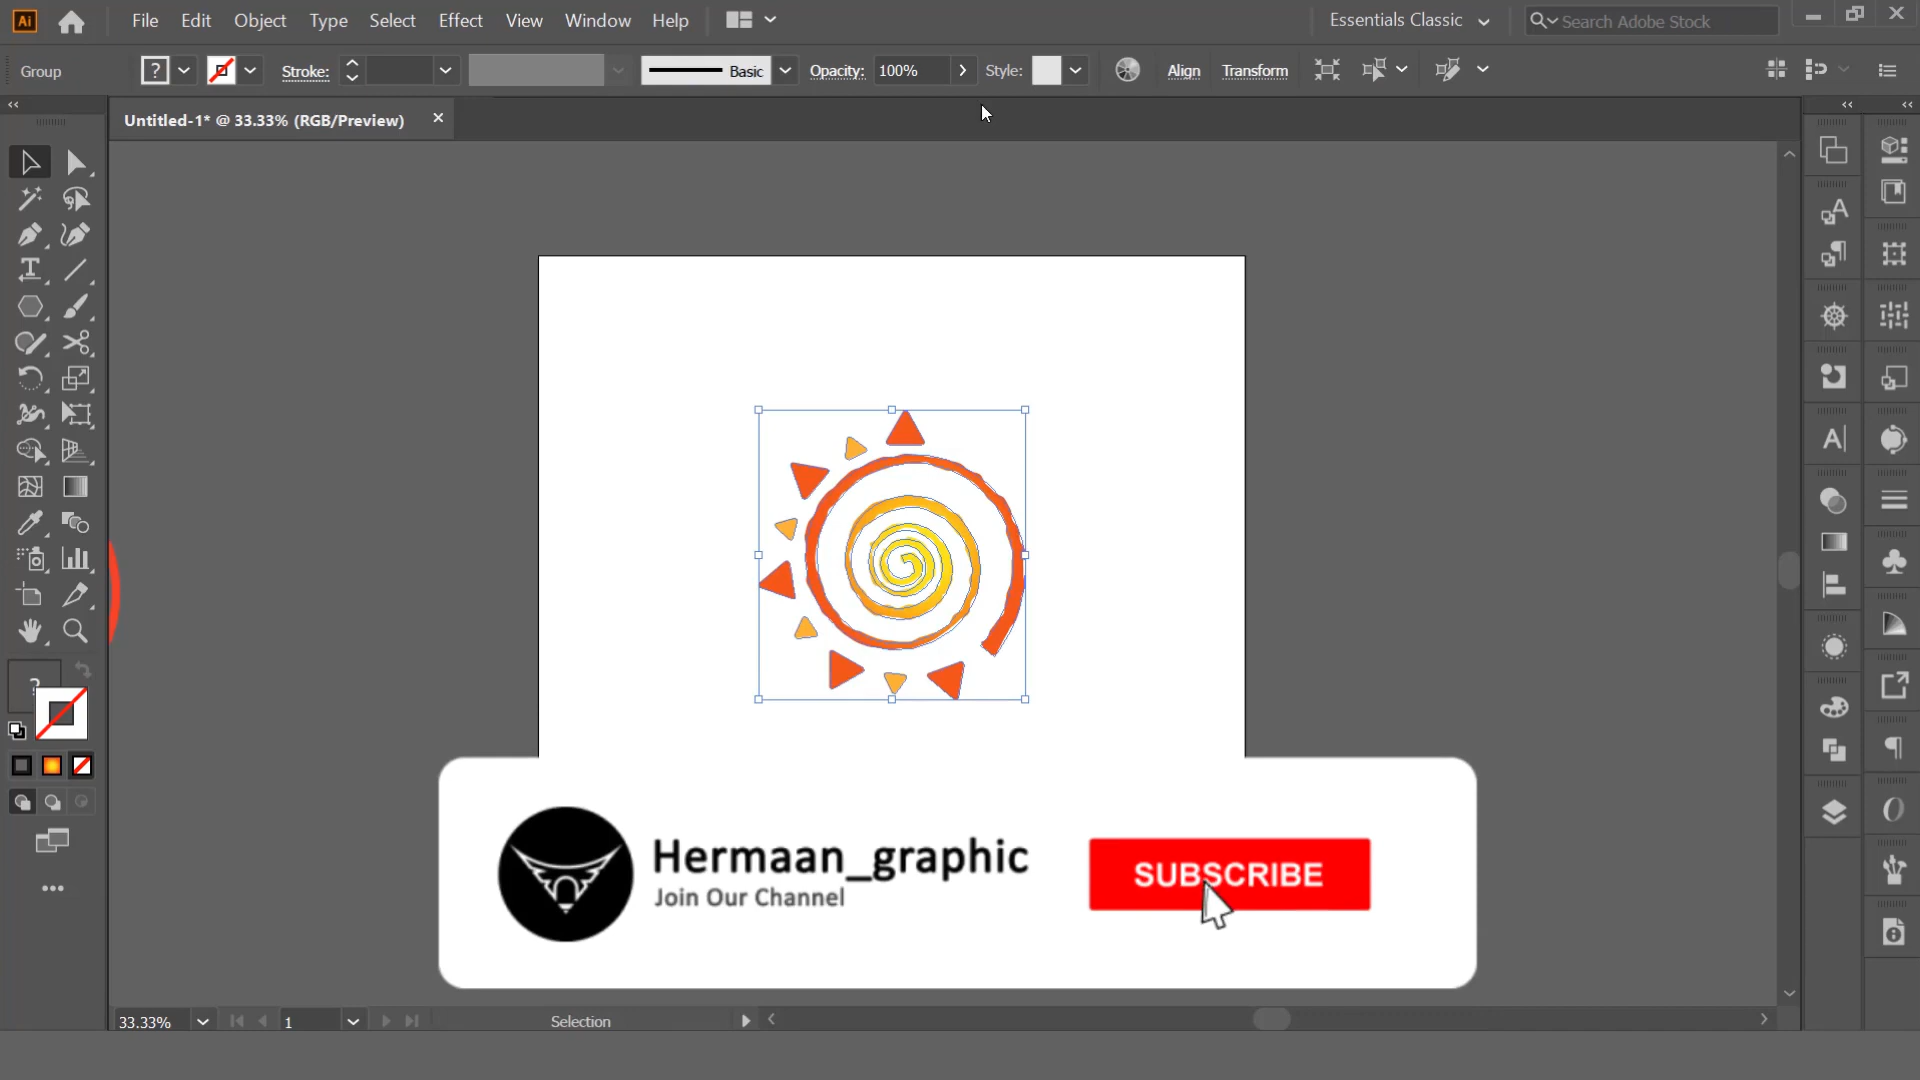 Ai File Edit Object Type Select Effect View Window Help Essentials Classic Search Adobe Stock
Group ? Stroke: Basic Opacity: 100% Style: Align Transform
Untitled-1* @ 33.33% (RGB/Preview)
?
Hermaan_graphic
Join Our Channel
SUBSCRIBE
33.33% 1 Selection